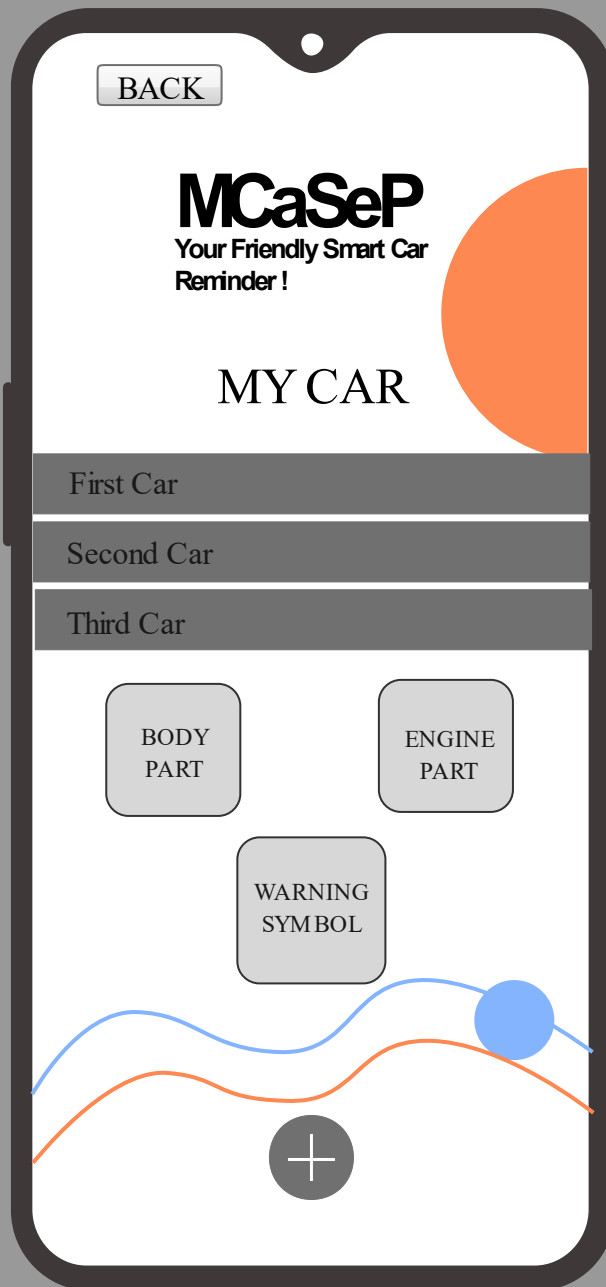 BACK
MCaSeP
Your Friendly Smart Car
Reminder !
MY CAR
First Car
Second Car
Third Car
BODY
PART
ENGINE
PART
WARNING
SYMBOL